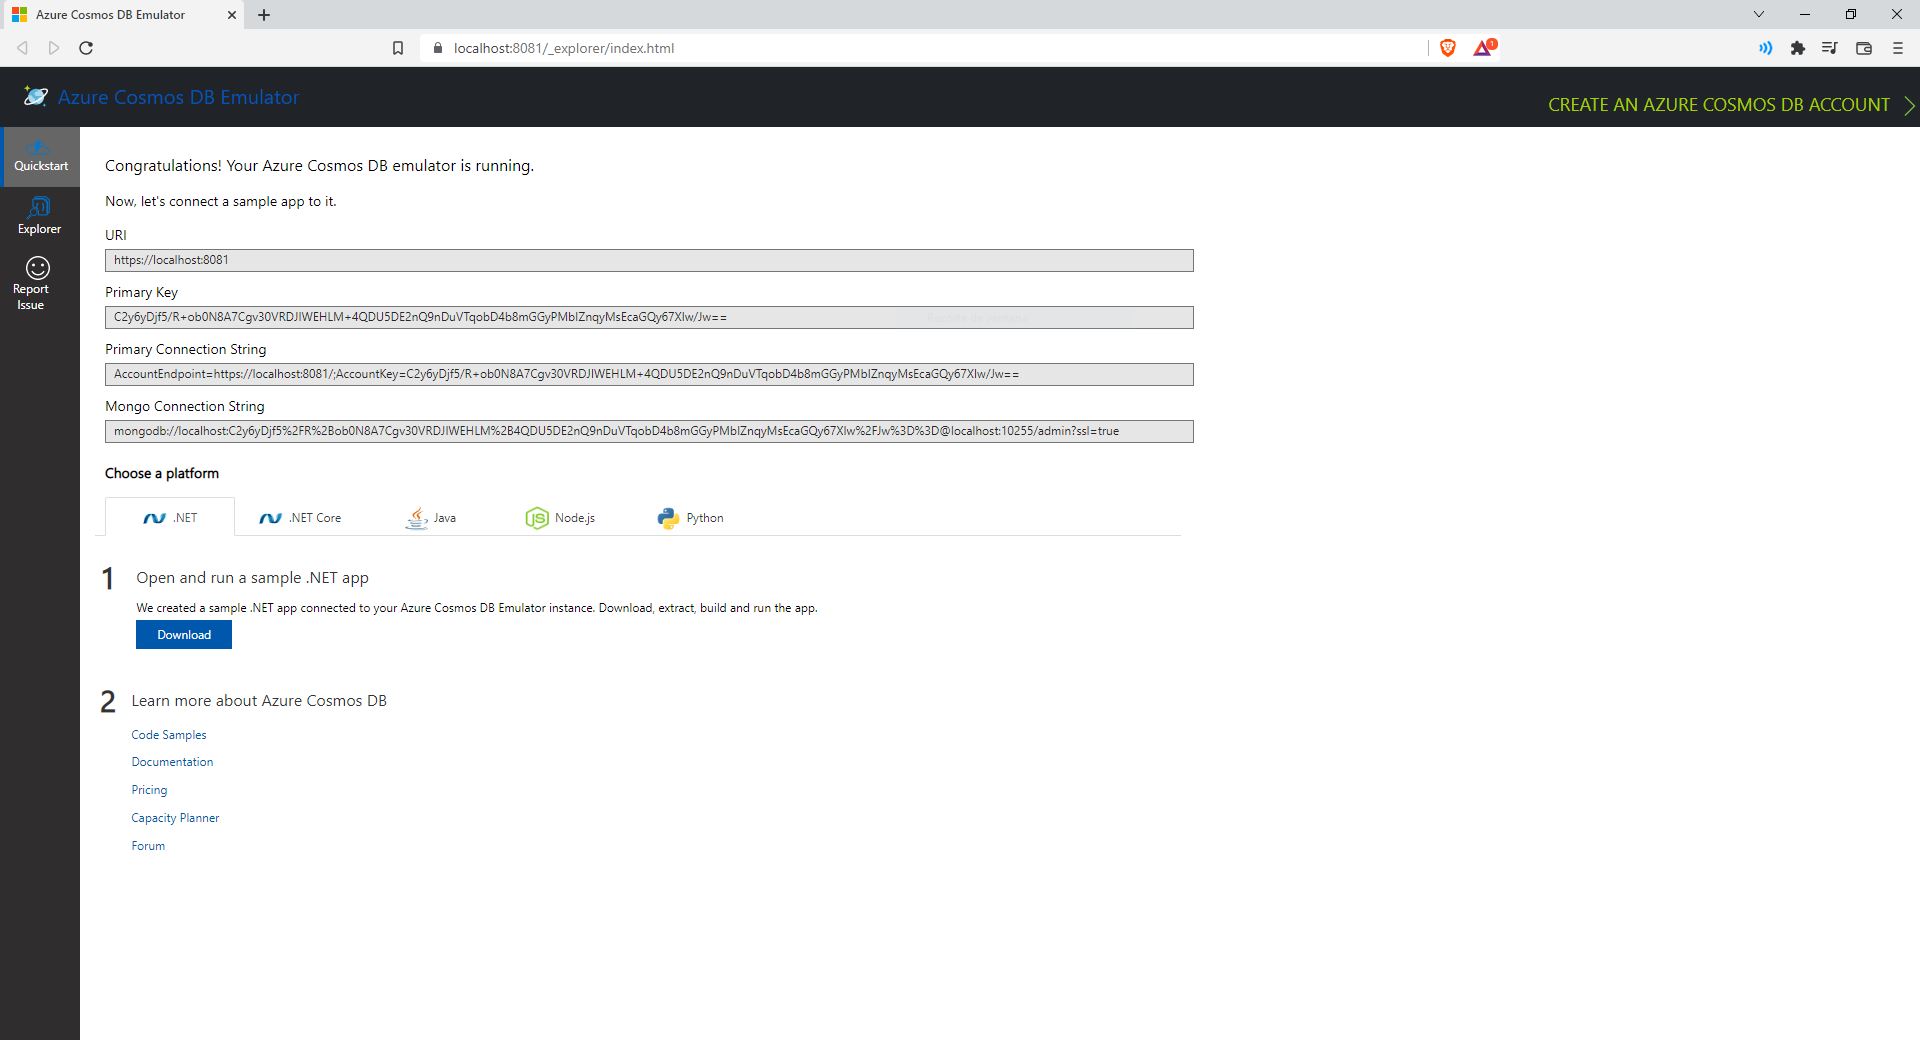 Azure Cosmos DB Emulator
localhost:8081/_explorer/index.html
1
Azure Cosmos DB Emulator
CREATE AN AZURE COSMOS DB ACCOUNT
Quickstart
Explorer
Report
Issue
Congratulations! Your Azure Cosmos DB emulator is running.
Now, let's connect a sample app to it.
URI
https://localhost:8081
Primary Key
C2y6yDjf5/R+ob0N8A7Cgv30VRDJIWEHLM+4QDU5DE2nQ9nDuVTqobD4b8mGGyPMbIZnqyMsEcaGQy67XIw/Jw==
Primary Connection String
AccountEndpoint=https://localhost:8081/;AccountKey=C2y6yDjf5/R+ob0N8A7Cgv30VRDJIWEHLM+4QDU5DE2nQ9nDuVTqobD4b8mGGyPMbIZnqyMsEcaGQy67XIw/Jw==
Mongo Connection String
mongodb://localhost:C2y6yDjf5%2FR%2Bob0N8A7Cgv30VRDJIWEHLM%2B4QDU5DE2nQ9nDuVTqobD4b8mGGyPMbIZnqyMsEcaGQy67XIw%2FJw%3D%3D@localhost:10255/admin?ssl=true
Choose a platform
.NET
.NET Core
Java
Node.js
Python
1 Open and run a sample .NET app
We created a sample .NET app connected to your Azure Cosmos DB Emulator instance. Download, extract, build and run the app.
Download
2 Learn more about Azure Cosmos DB
Code Samples
Documentation
Pricing
Capacity Planner
Forum